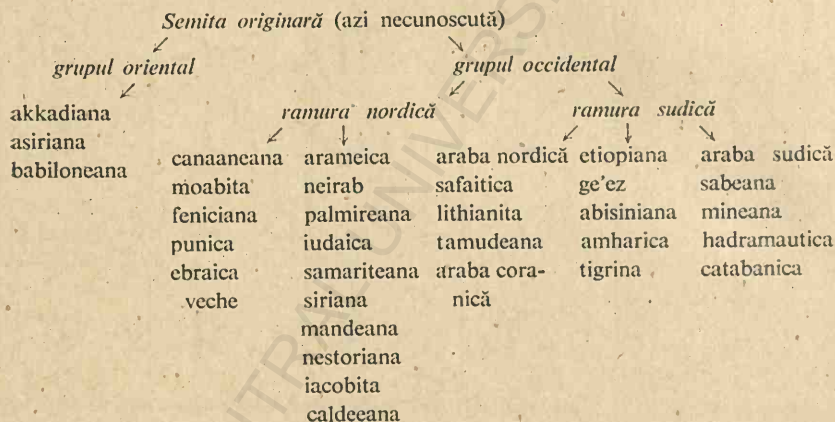 Semita originară (azi necunoscută)
grupul oriental
grupul occidental
akkadiana
asiriana
babiloneana
ramura nordică
ramura sudică
canaaneana
moabita
feniciana
punica
ebraica
veche
arameica
neirab
palmireana
iudaica
samariteana
siriana
mandeana
nestoriana
iacobita
caldeeana
araba nordică
safaitica
lithianita
tamudeana
araba cora-
nică
etiopiana
ge'ez
abisiniana
amharica
tigrina
araba sudică
sabeana
mineana
hadramautica
catabanica